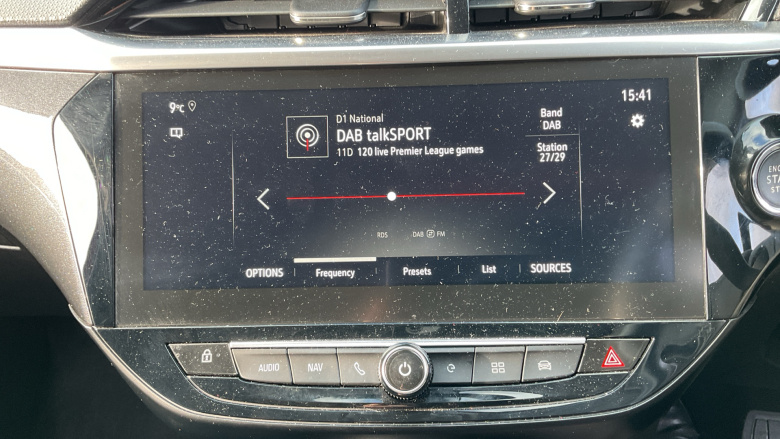 9°C
15:41
D1 National
DAB talkSPORT
11D 120 live Premier League games
Band
DAB
Station
27/29
RDS DAB FM
OPTIONS Frequency Presets List SOURCES
AUDIO NAV